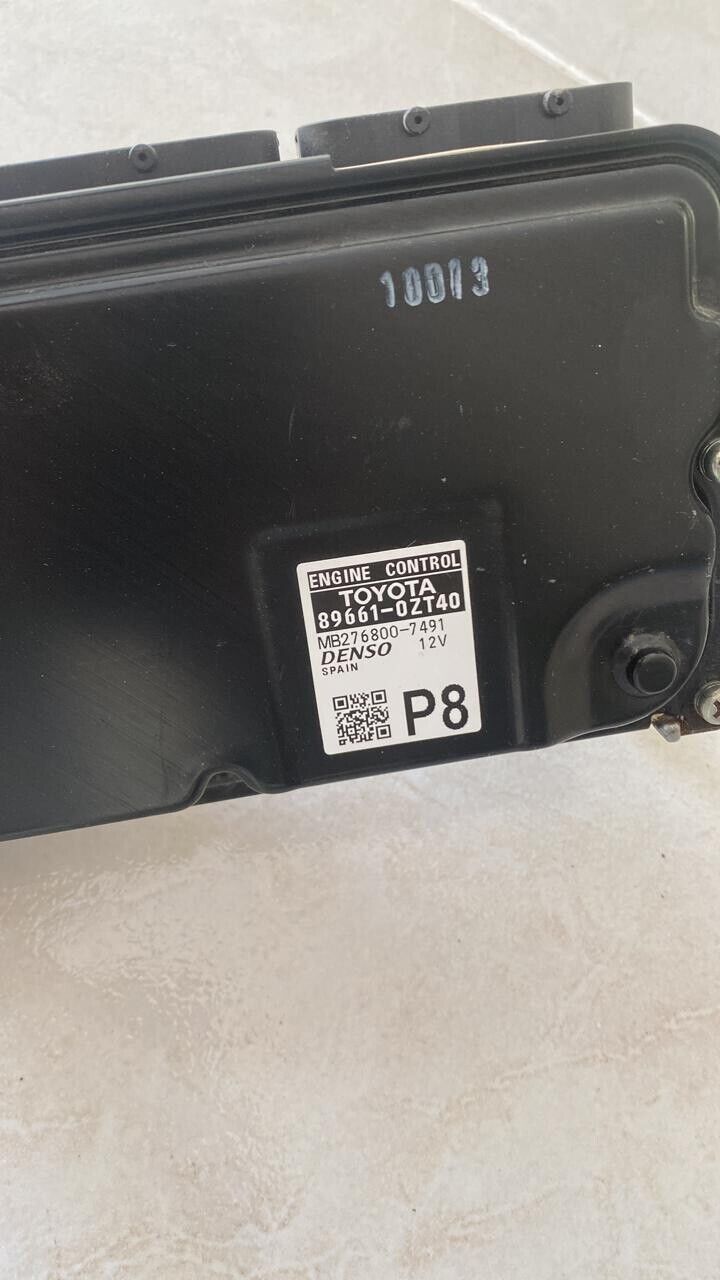 10013
ENGINE CONTROL
TOYOTA
89661-0ZT40
MB276800-7491
DENSO 12V
SPAIN
P8